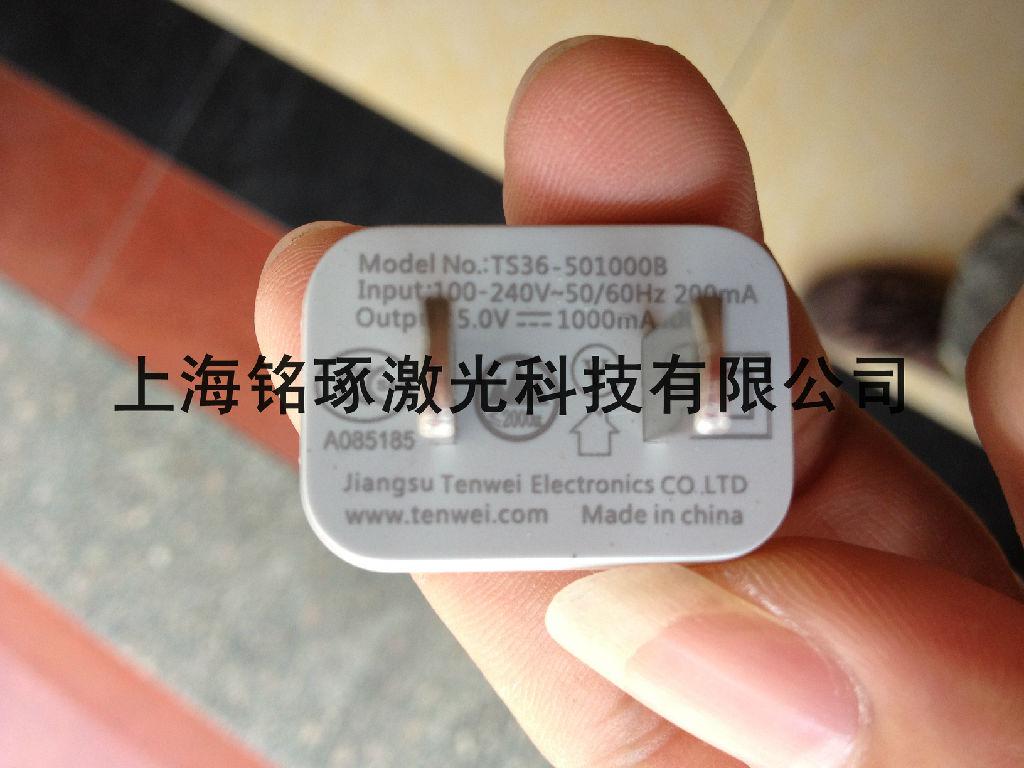 Model No.:TS36-501000B
Input:100-240V~50/60Hz 200mA
5.0V ⎓ 1000mA
上海铭琢激光科技有限公司
A085185
Jiangsu Tenwei Electronics CO.LTD
www.tenwei.com Made in china